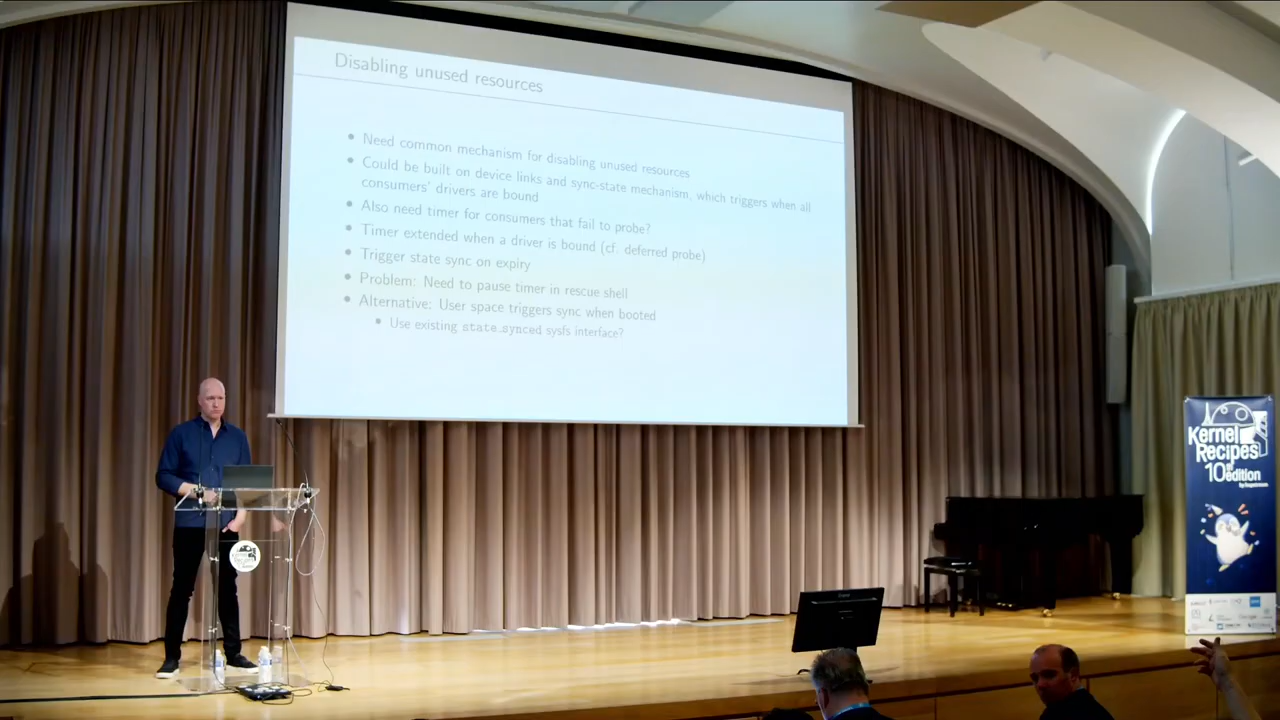 Disabling unused resources
• Need common mechanism for disabling unused resources
• Could be built on device links and sync-state mechanism, which triggers when all
consumers' drivers are bound
• Also need timer for consumers that fail to probe?
• Timer extended when a driver is bound (cf. deferred probe)
• Trigger state sync on expiry
• Problem: Need to pause timer in rescue shell
• Alternative: User space triggers sync when booted
• Use existing state_synced sysfs interface?
Kernel
Recipes
10 edition